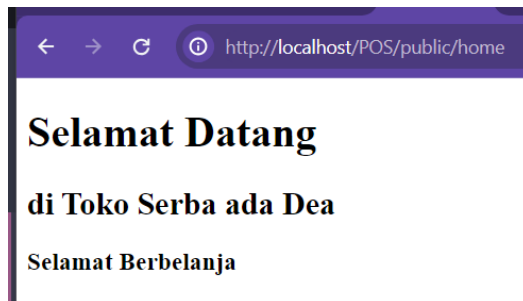 http://localhost/POS/public/home
Selamat Datang
di Toko Serba ada Dea
Selamat Berbelanja